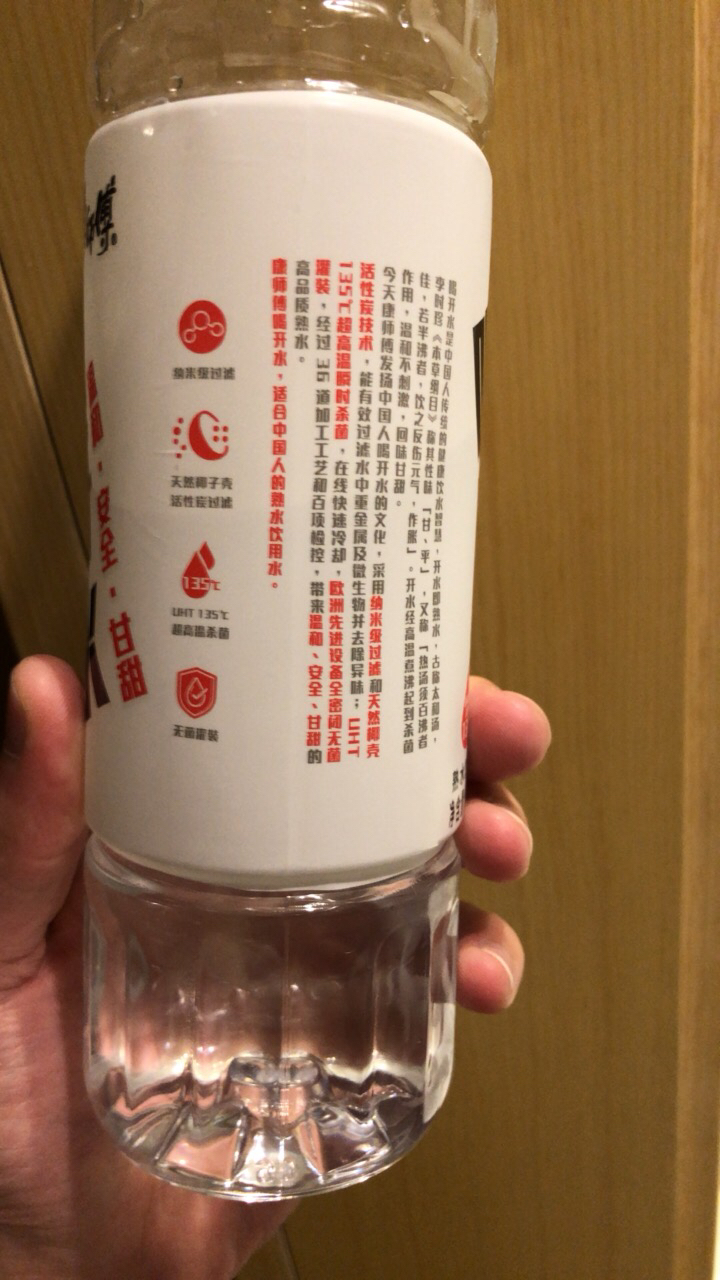 喝开水是中国人传统的健康饮水智慧，开水即热水，古称太和汤，
李时珍《本草纲目》称其性味「甘、平」，又称「热汤须百沸者
佳，若半沸者，饮之反伤元气，作胀」。开水经高温煮沸起到杀菌
作用，温和不刺激，回味甘甜。
今天康师傅发扬中国人喝开水的文化，采用纳米级过滤和天然椰壳
活性炭技术，能有效过滤水中重金属及微生物并去除异味；UHT
135℃超高温瞬时杀菌，在线快速冷却，欧洲先进设备全密闭无菌
灌装，经过36道加工工艺和百项检控，带来温和、安全、甘甜的
高品质熟水。
康师傅喝开水，适合中国人的熟水饮用水。
纳米级过滤
天然椰子壳
活性炭过滤
135℃
UHT 135℃
超高温杀菌
无菌灌装
师傅
安全·甘甜